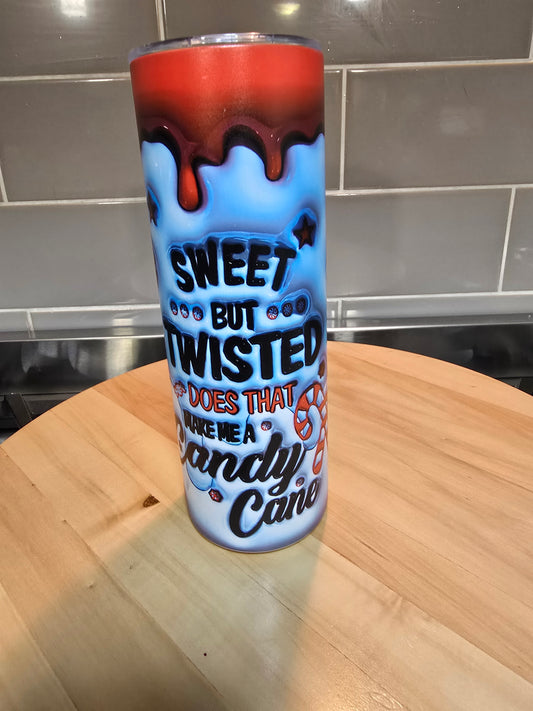 SWEET
BUT
TWISTED
DOES THAT
MAKE ME A
Candy
Cane